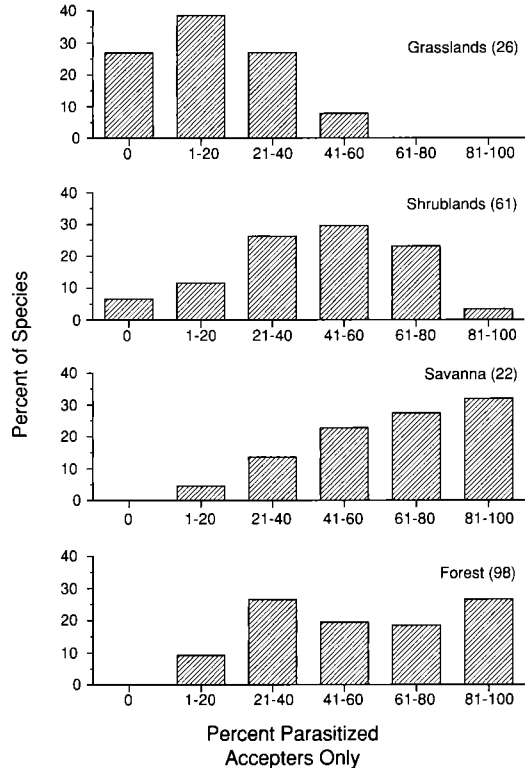 Percent of Species
40
30
20
10
0
Grasslands (26)
0 1-20 21-40 41-60 61-80 81-100
40
30
20
10
0
Shrublands (61)
0 1-20 21-40 41-60 61-80 81-100
40
30
20
10
0
Savanna (22)
0 1-20 21-40 41-60 61-80 81-100
40
30
20
10
0
Forest (98)
0 1-20 21-40 41-60 61-80 81-100
Percent Parasitized
Accepters Only